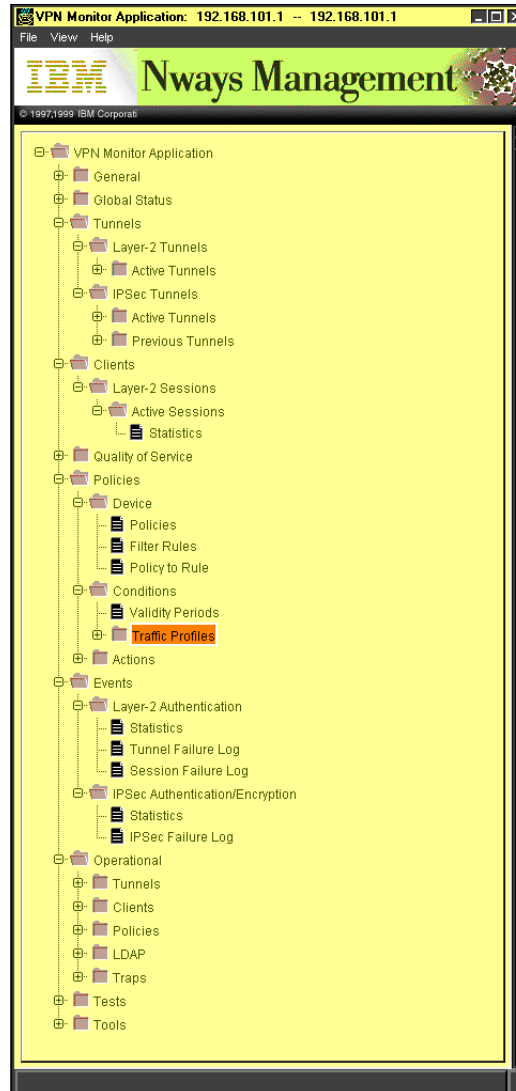 VPN Monitor Application: 192.168.101.1 -- 192.168.101.1
File View Help
IBM Nways Management
© 1997,1999 IBM Corporati
VPN Monitor Application
General
Global Status
Tunnels
Layer-2 Tunnels
Active Tunnels
IPSec Tunnels
Active Tunnels
Previous Tunnels
Clients
Layer-2 Sessions
Active Sessions
Statistics
Quality of Service
Policies
Device
Policies
Filter Rules
Policy to Rule
Conditions
Validity Periods
Traffic Profiles
Actions
Events
Layer-2 Authentication
Statistics
Tunnel Failure Log
Session Failure Log
IPSec Authentication/Encryption
Statistics
IPSec Failure Log
Operational
Tunnels
Clients
Policies
LDAP
Traps
Tests
Tools